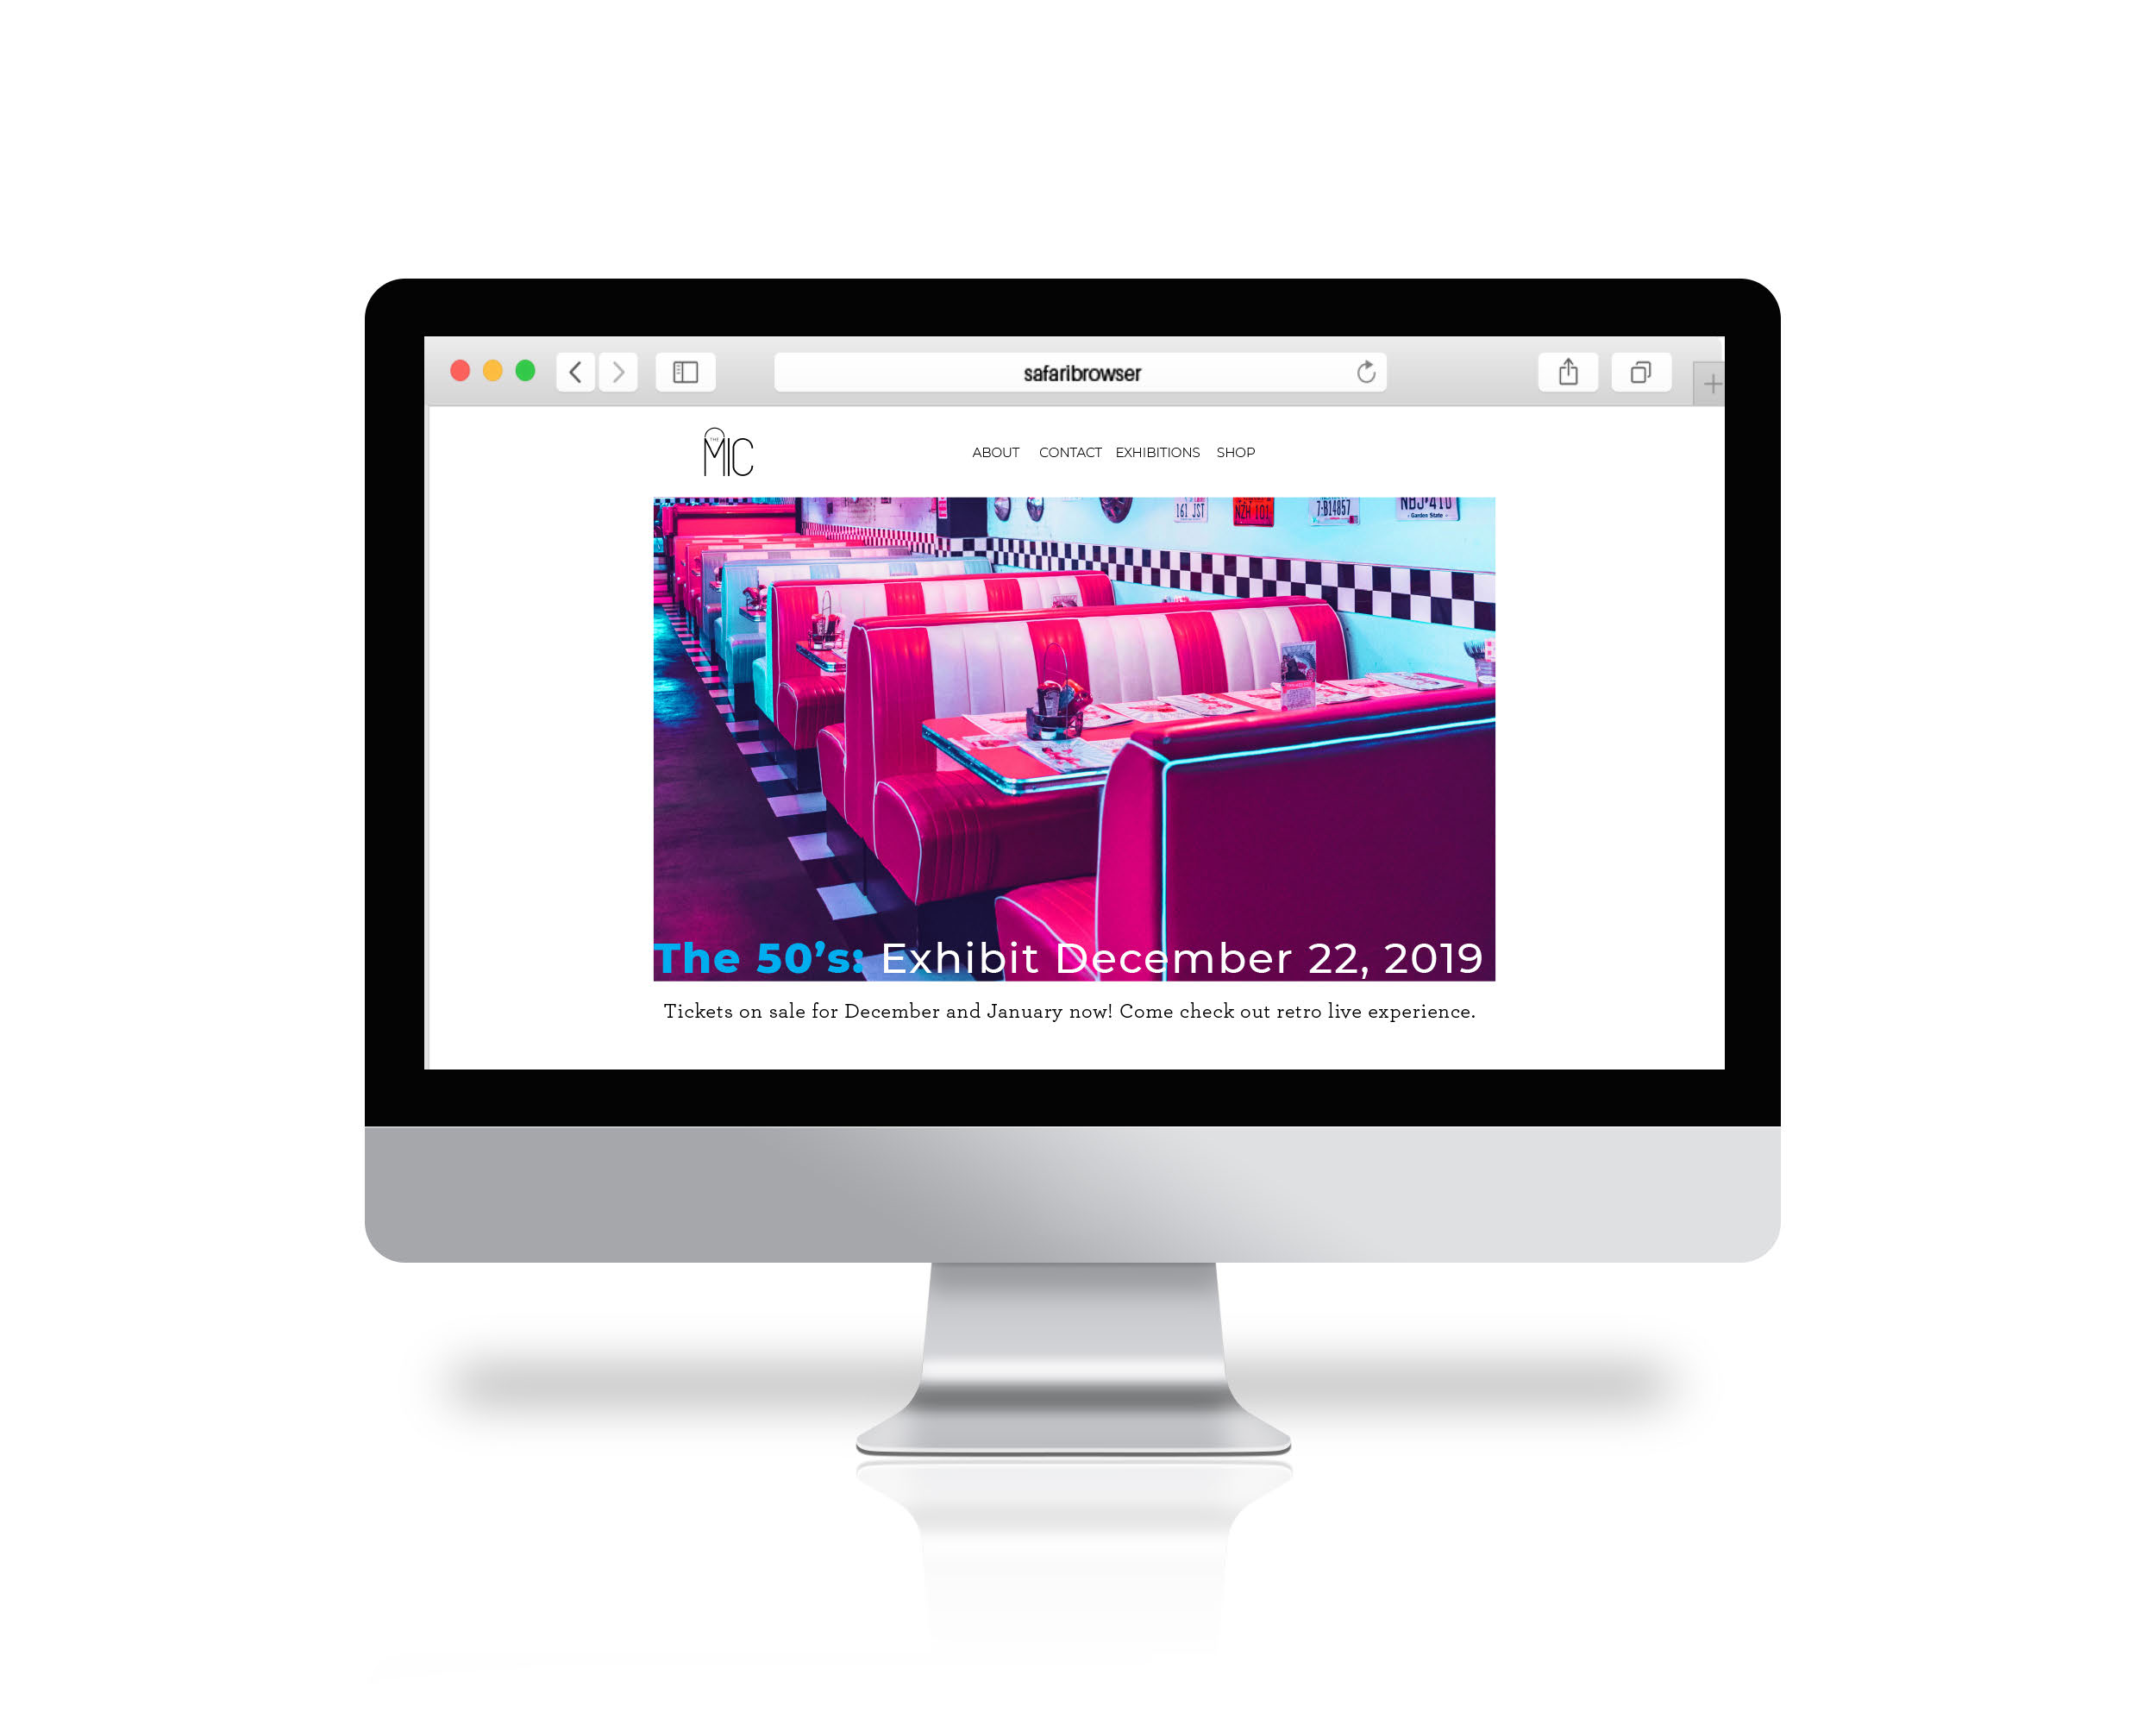 safaribrowser
THE
MIC
ABOUT CONTACT EXHIBITIONS SHOP
161 JST
NZH 101
7-B14857
NBJ-410
Garden State
The 50’s: Exhibit December 22, 2019
Tickets on sale for December and January now! Come check out retro live experience.